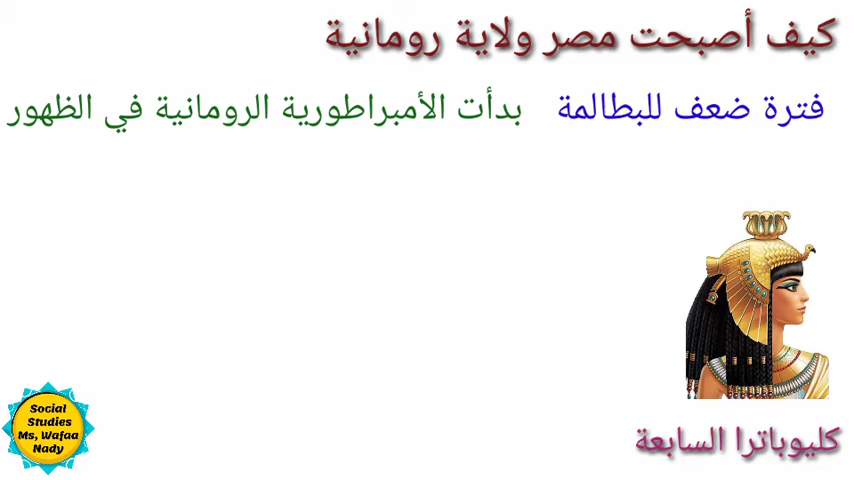 كيف أصبحت مصر ولاية رومانية
فترة ضعف للبطالمة   بدأت الأمبراطورية الرومانية في الظهور
كليوباترا السابعة
Social
Studies
Ms, Wafaa
Nady